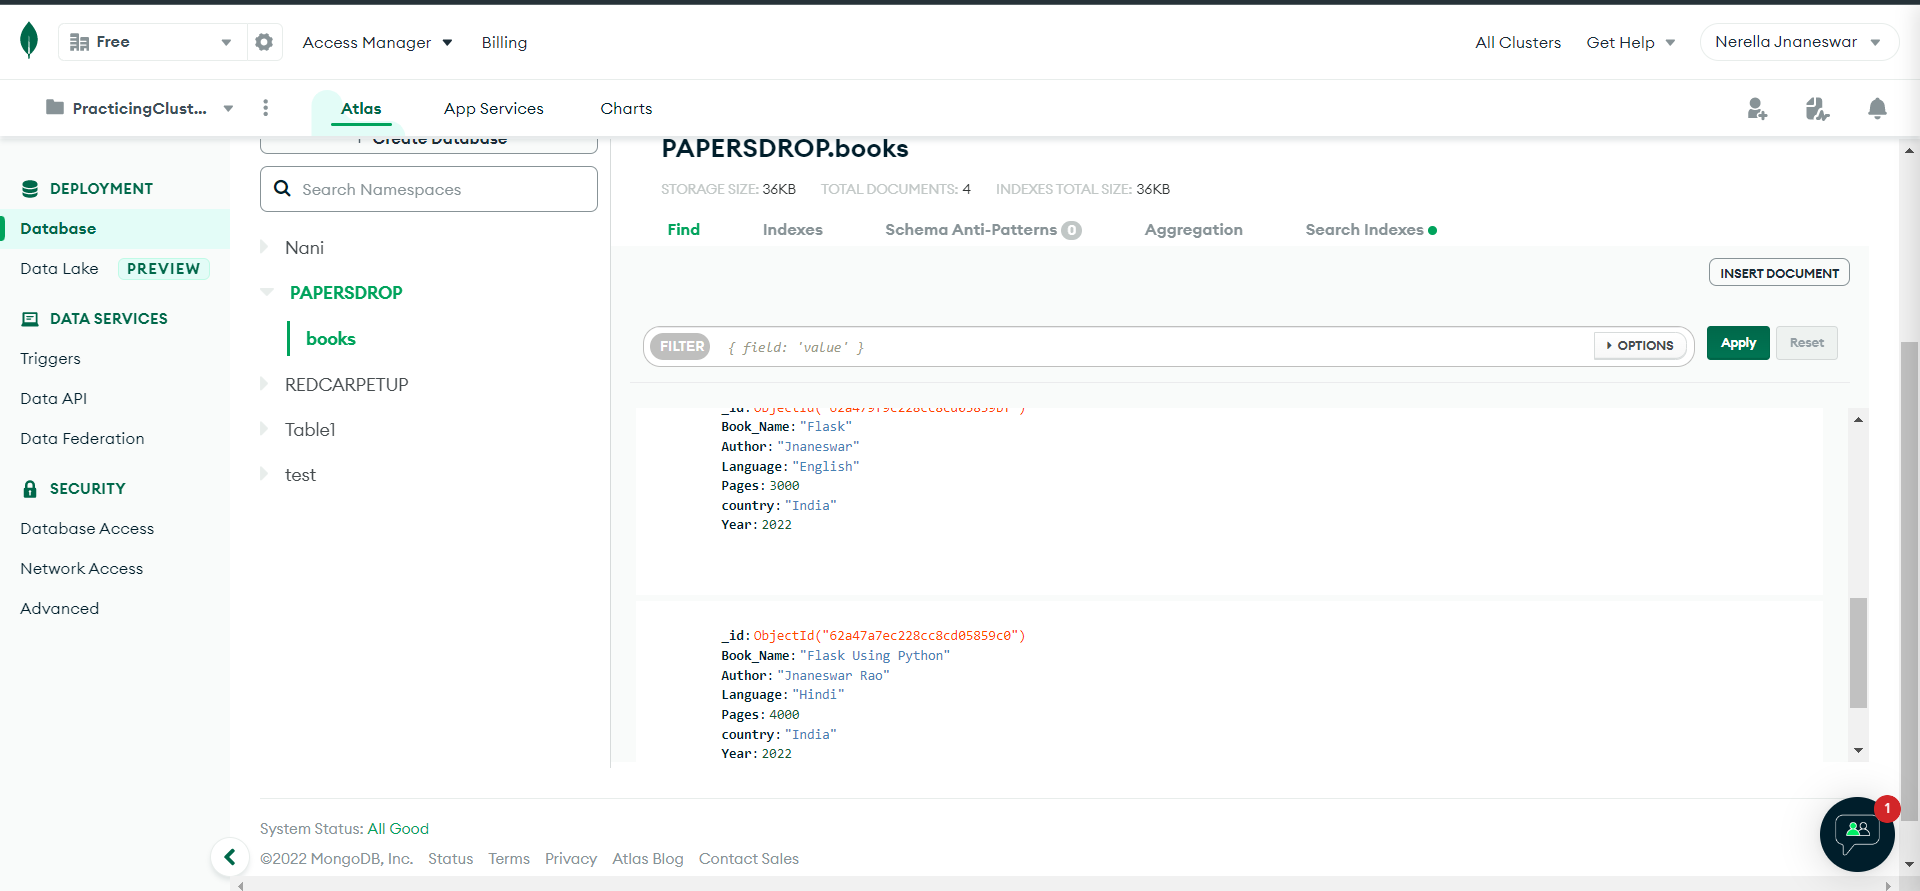 Free
Access Manager
Billing
All Clusters
Get Help
Nerella Jnaneswar
PracticingClust...
Atlas
App Services
Charts
DEPLOYMENT
Database
Data Lake PREVIEW
DATA SERVICES
Triggers
Data API
Data Federation
SECURITY
Database Access
Network Access
Advanced
+ Create Database
Search Namespaces
Nani
PAPERSDROP
books
REDCARPETUP
Table1
test
PAPERSDROP.books
STORAGE SIZE: 36KB TOTAL DOCUMENTS: 4 INDEXES TOTAL SIZE: 36KB
Find Indexes Schema Anti-Patterns 0 Aggregation Search Indexes
INSERT DOCUMENT
FILTER { field: 'value' } OPTIONS Apply Reset
_id: ObjectId("62a479f9c228cc8cd05859bf")
Book_Name: "Flask"
Author: "Jnaneswar"
Language: "English"
Pages: 3000
country: "India"
Year: 2022
_id: ObjectId("62a47a7ec228cc8cd05859c0")
Book_Name: "Flask Using Python"
Author: "Jnaneswar Rao"
Language: "Hindi"
Pages: 4000
country: "India"
Year: 2022
System Status: All Good
©2022 MongoDB, Inc. Status Terms Privacy Atlas Blog Contact Sales
1